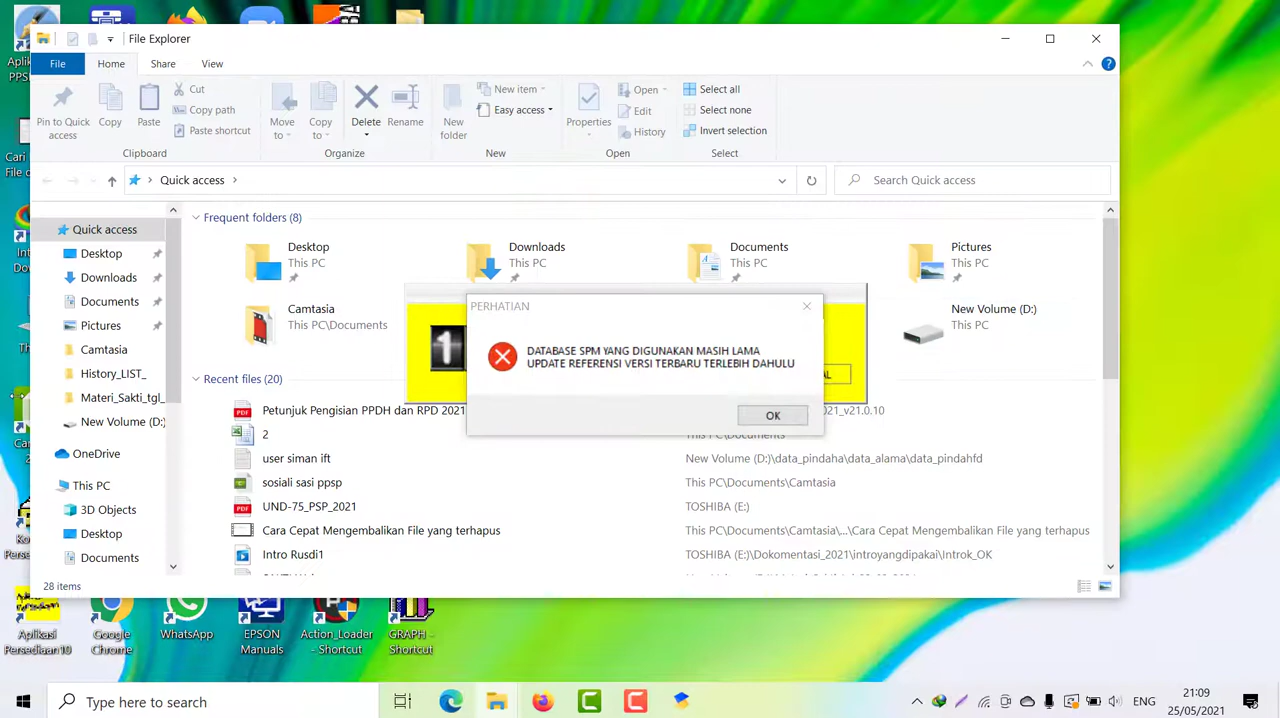 File Explorer
File
Home
Share
View
Pin to Quick access
Copy
Paste
Cut
Copy path
Paste shortcut
Clipboard
Move to
Copy to
Delete
Rename
Organize
New folder
New item
Easy access
New
Properties
Open
Edit
History
Open
Select all
Select none
Invert selection
Select
Quick access
Search Quick access
Quick access
Desktop
Downloads
Documents
Pictures
Camtasia
History_LIST_
Materi_Sakti_tgl_
New Volume (D:)
OneDrive
This PC
3D Objects
Desktop
Documents
Frequent folders (8)
Desktop
This PC
Downloads
This PC
Documents
This PC
Pictures
This PC
Camtasia
This PC\Documents
New Volume (D:)
This PC
1
PERHATIAN
DATABASE SPM YANG DIGUNAKAN MASIH LAMA
UPDATE REFERENSI VERSI TERBARU TERLEBIH DAHULU
OK
Recent files (20)
Petunjuk Pengisian PPDH dan RPD 2021
2021_v21.0.10
2
This PC\Documents
user siman ift
New Volume (D:)\data_pindaha\data_alama\data_pindahfd
sosiali sasi ppsp
This PC\Documents\Camtasia
UND-75_PSP_2021
TOSHIBA (E:)
Cara Cepat Mengembalikan File yang terhapus
This PC\Documents\Camtasia\...\Cara Cepat Mengembalikan File yang terhapus
Intro Rusdi1
TOSHIBA (E:)\Dokomentasi_2021\introyangdipakai\introk_OK
28 items
Aplikasi
Persediaan10
Google
Chrome
WhatsApp
EPSON
Manuals
Action_Loader
- Shortcut
GRAPH -
Shortcut
Type here to search
ENG
21:09
25/05/2021